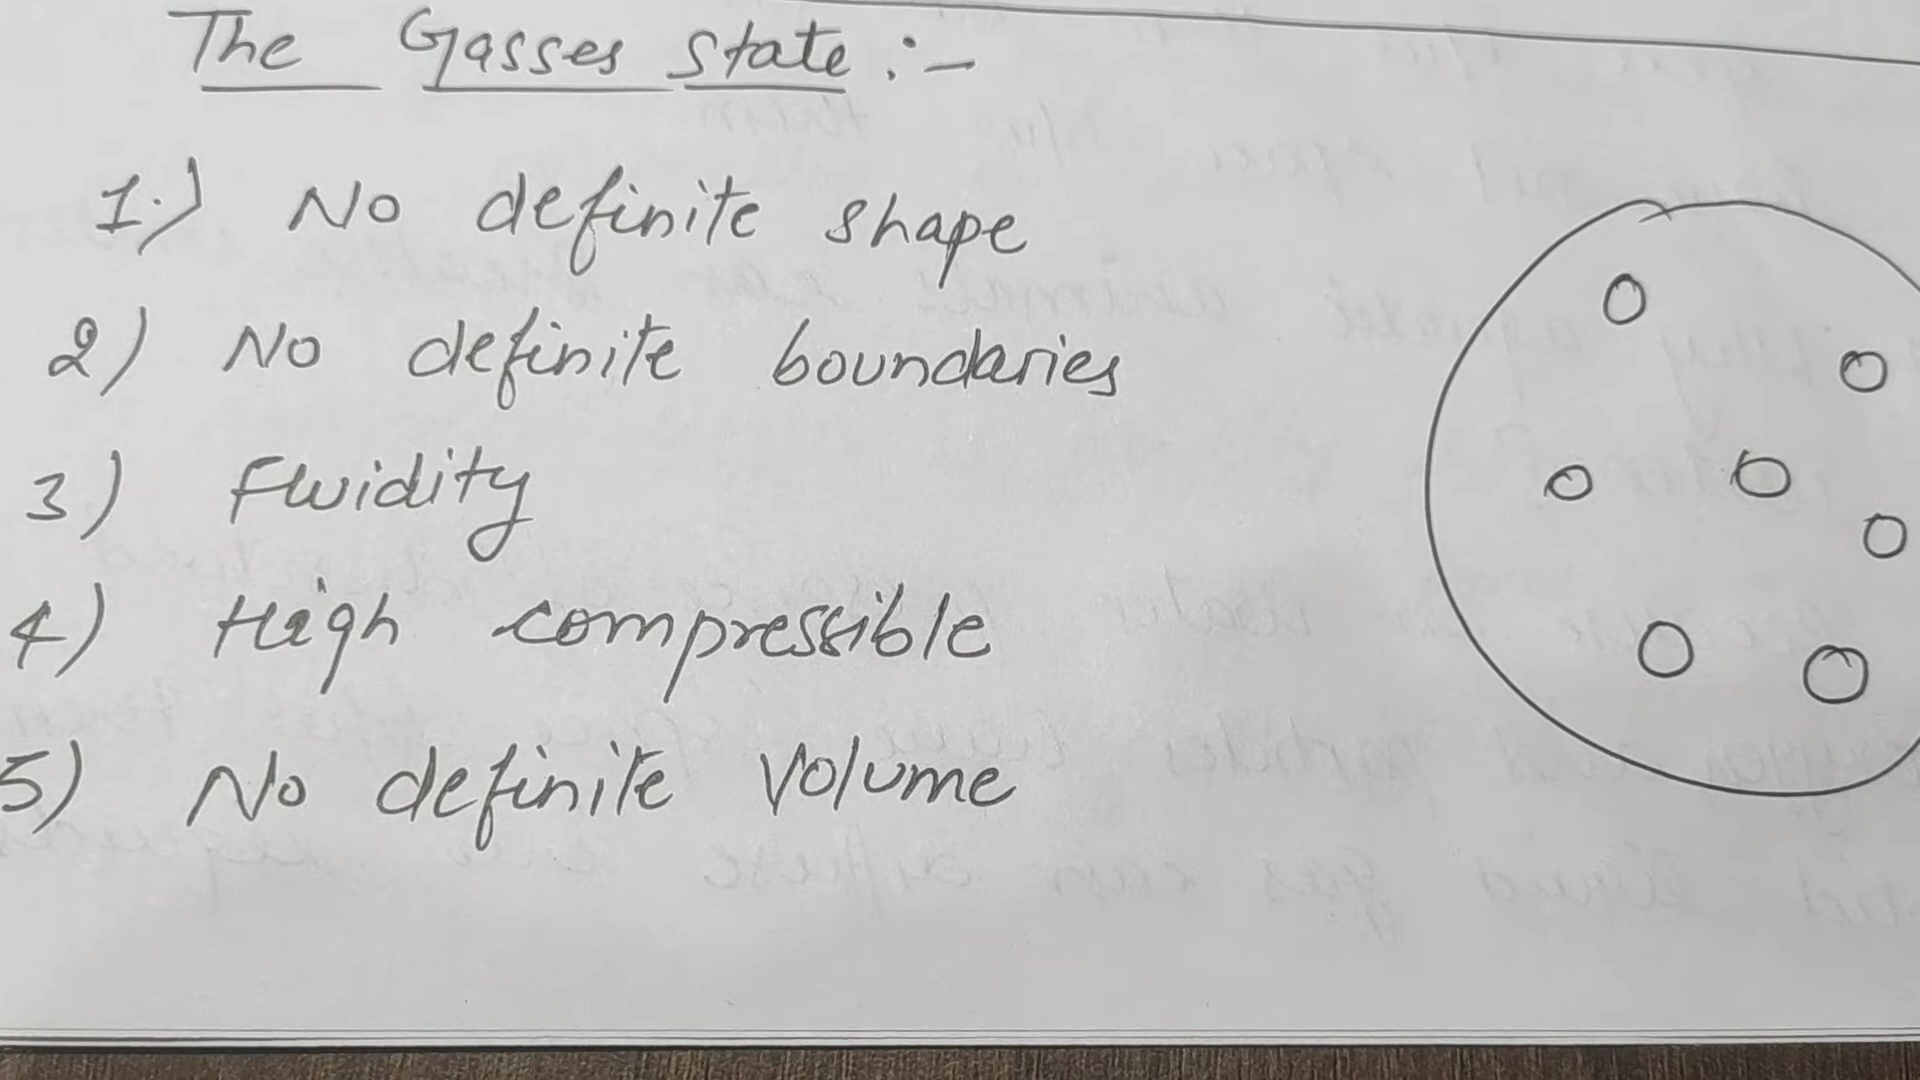 The Gasses state :-
1.) No definite shape
2) No definite boundaries
3) Fluidity
4) High compressible
5) No definite Volume